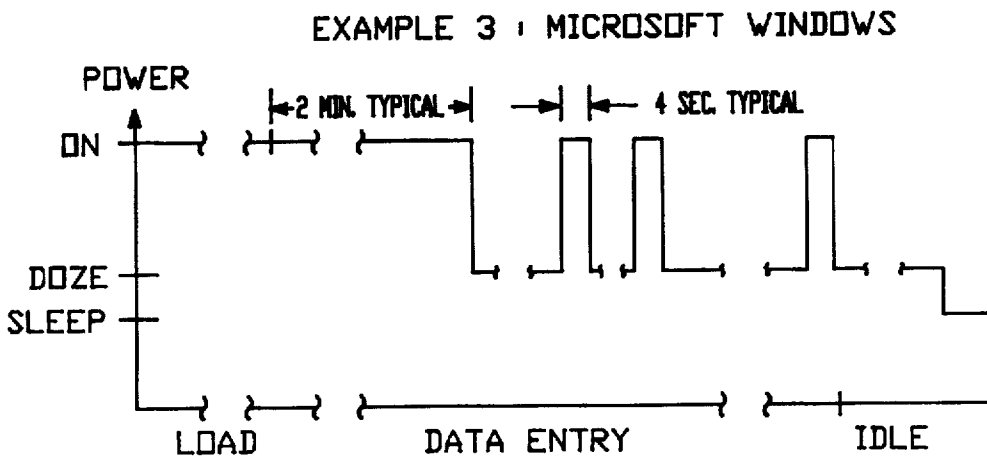 EXAMPLE 3 : MICROSOFT WINDOWS
POWER
2 MIN. TYPICAL
4 SEC. TYPICAL
ON
DOZE
SLEEP
LOAD
DATA ENTRY
IDLE